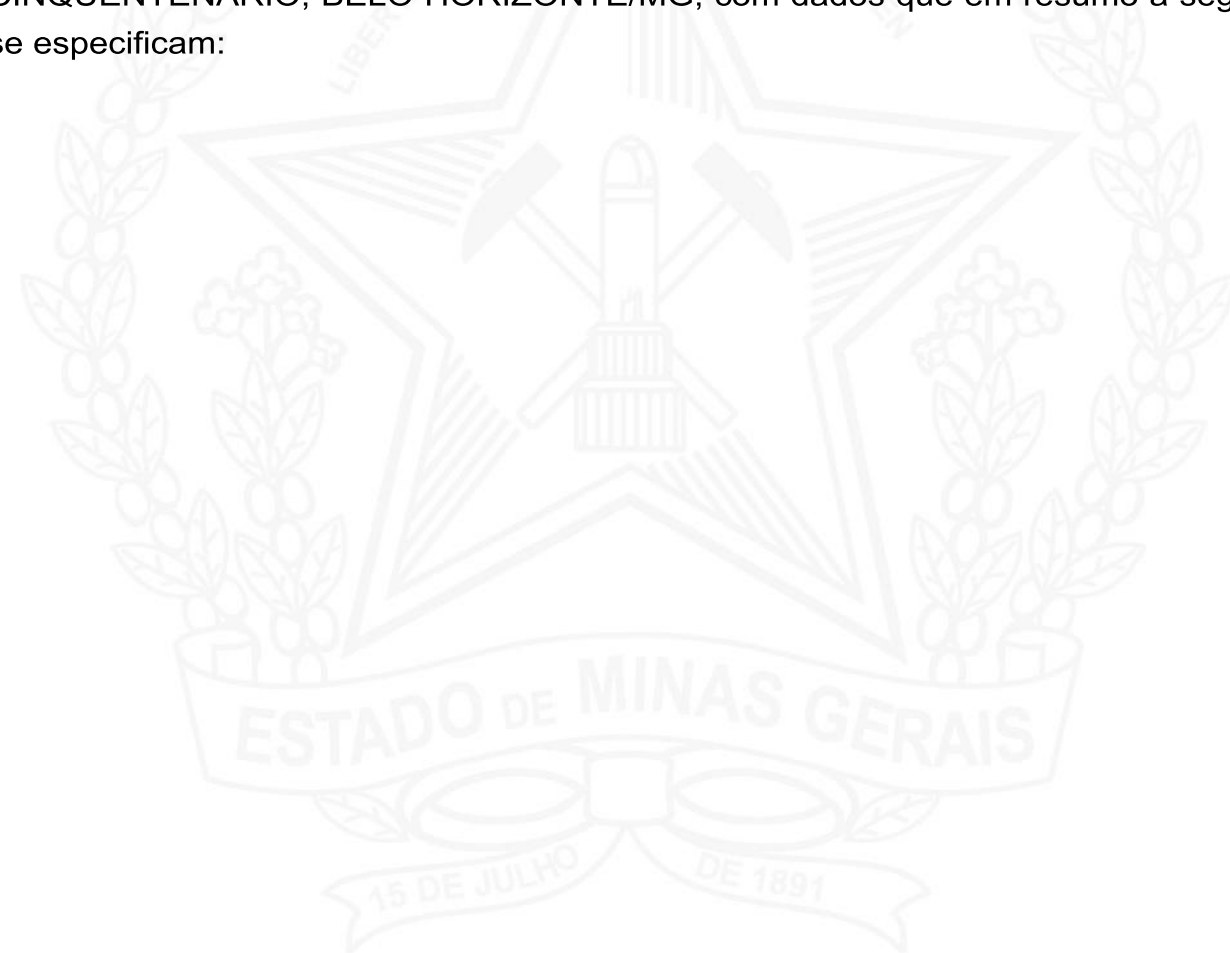 CINQUENTENÁRIO, BELO HORIZONTE/MG, com dados que em resumo a seg
se especificam:
ESTADO DE MINAS GERAIS
15 DE JULHO DE 1891